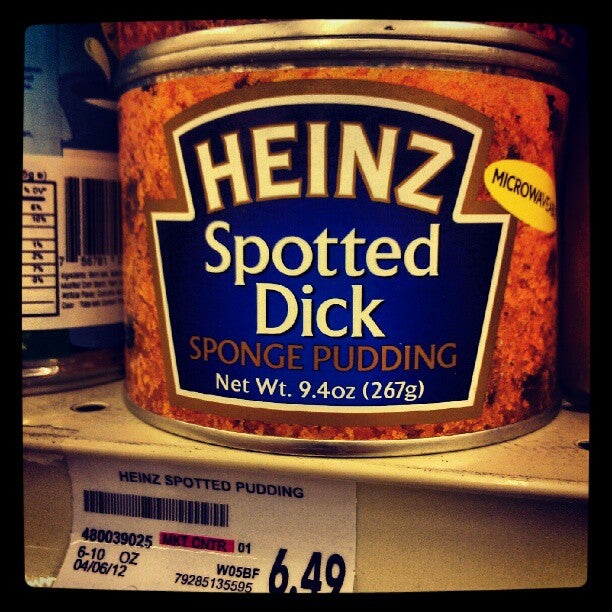 HEINZ
Spotted
Dick
SPONGE PUDDING
Net Wt. 9.4oz (267g)
HEINZ SPOTTED PUDDING
480039025 MKT CNTR 01
6-10 OZ W05BF
04/06/12 79285135595
6.49